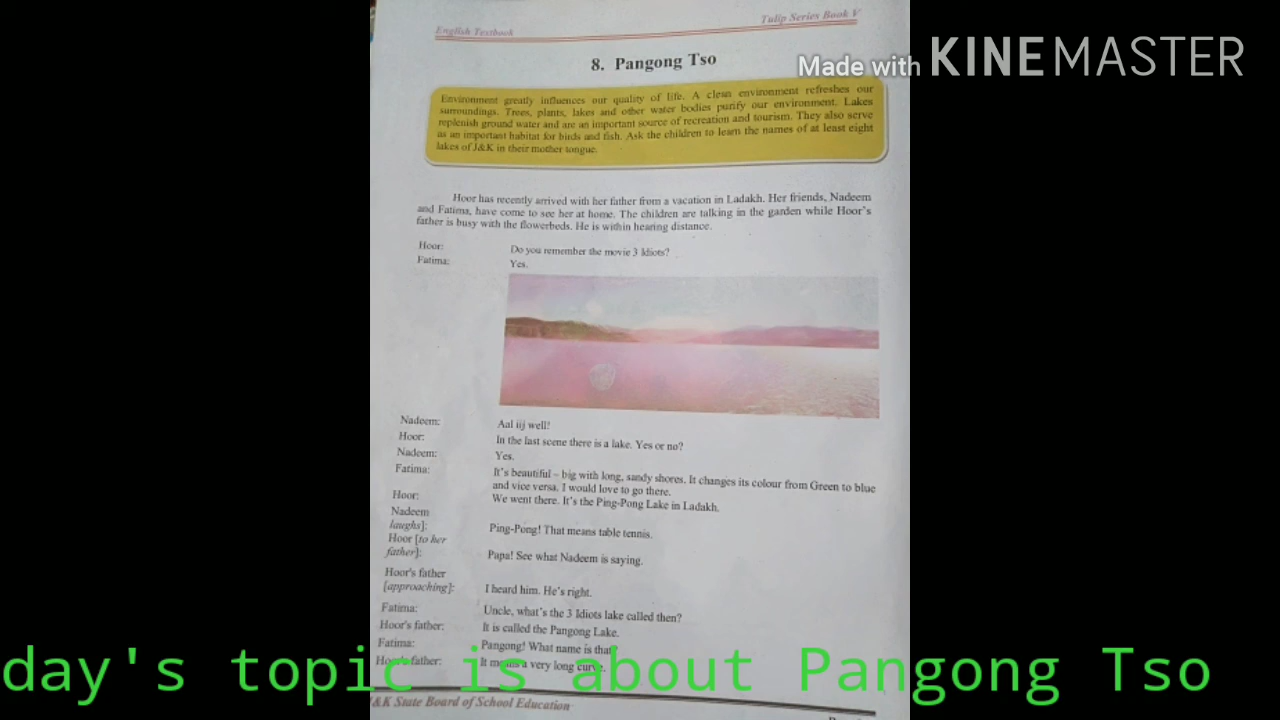 English Textbook
Tulip Series Book V
Made with KINEMASTER
8. Pangong Tso
Environment greatly influences our quality of life. A clean environment refreshes our
surroundings. Trees, plants, lakes and other water bodies purify our environment. Lakes
replenish ground water and are an important source of recreation and tourism. They also serve
as an important habitat for birds and fish. Ask the children to learn the names of at least eight
lakes of J&K in their mother tongue.
Hoor has recently arrived with her father from a vacation in Ladakh. Her friends, Nadeem
and Fatima, have come to see her at home. The children are talking in the garden while Hoor's
father is busy with the flowerbeds. He is within hearing distance.
Hoor: Do you remember the movie 3 Idiots?
Fatima: Yes.
Nadeem: Aal iij well!
Hoor: In the last scene there is a lake. Yes or no?
Nadeem: Yes.
Fatima: It's beautiful – big with long, sandy shores. It changes its colour from Green to blue
and vice versa. I would love to go there.
Hoor: We went there. It's the Ping-Pong Lake in Ladakh.
Nadeem
laughs]: Ping-Pong! That means table tennis.
Hoor [to her
father]: Papa! See what Nadeem is saying.
Hoor's father
[approaching]: I heard him. He's right.
Fatima: Uncle, what's the 3 Idiots lake called then?
Hoor's father: It is called the Pangong Lake.
Fatima: Pangong! What name is that
Hoor's father: It means a very long curve.
day's topic is about Pangong Tso
J&K State Board of School Education